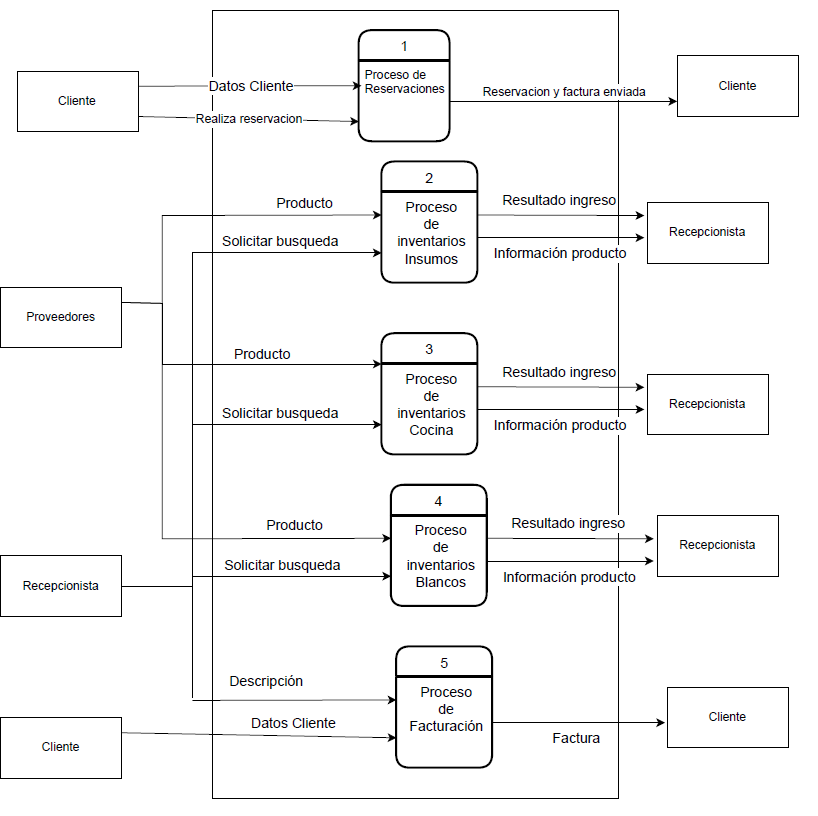 1
Proceso de
Reservaciones
Datos Cliente
Cliente
Realiza reservacion
Reservacion y factura enviada
Cliente
2
Proceso
de
inventarios
Insumos
Producto
Solicitar busqueda
Resultado ingreso
Información producto
Recepcionista
Proveedores
3
Proceso
de
inventarios
Cocina
Producto
Solicitar busqueda
Resultado ingreso
Información producto
Recepcionista
4
Proceso
de
inventarios
Blancos
Producto
Solicitar busqueda
Resultado ingreso
Información producto
Recepcionista
Recepcionista
5
Proceso
de
Facturación
Descripción
Datos Cliente
Cliente
Factura
Cliente